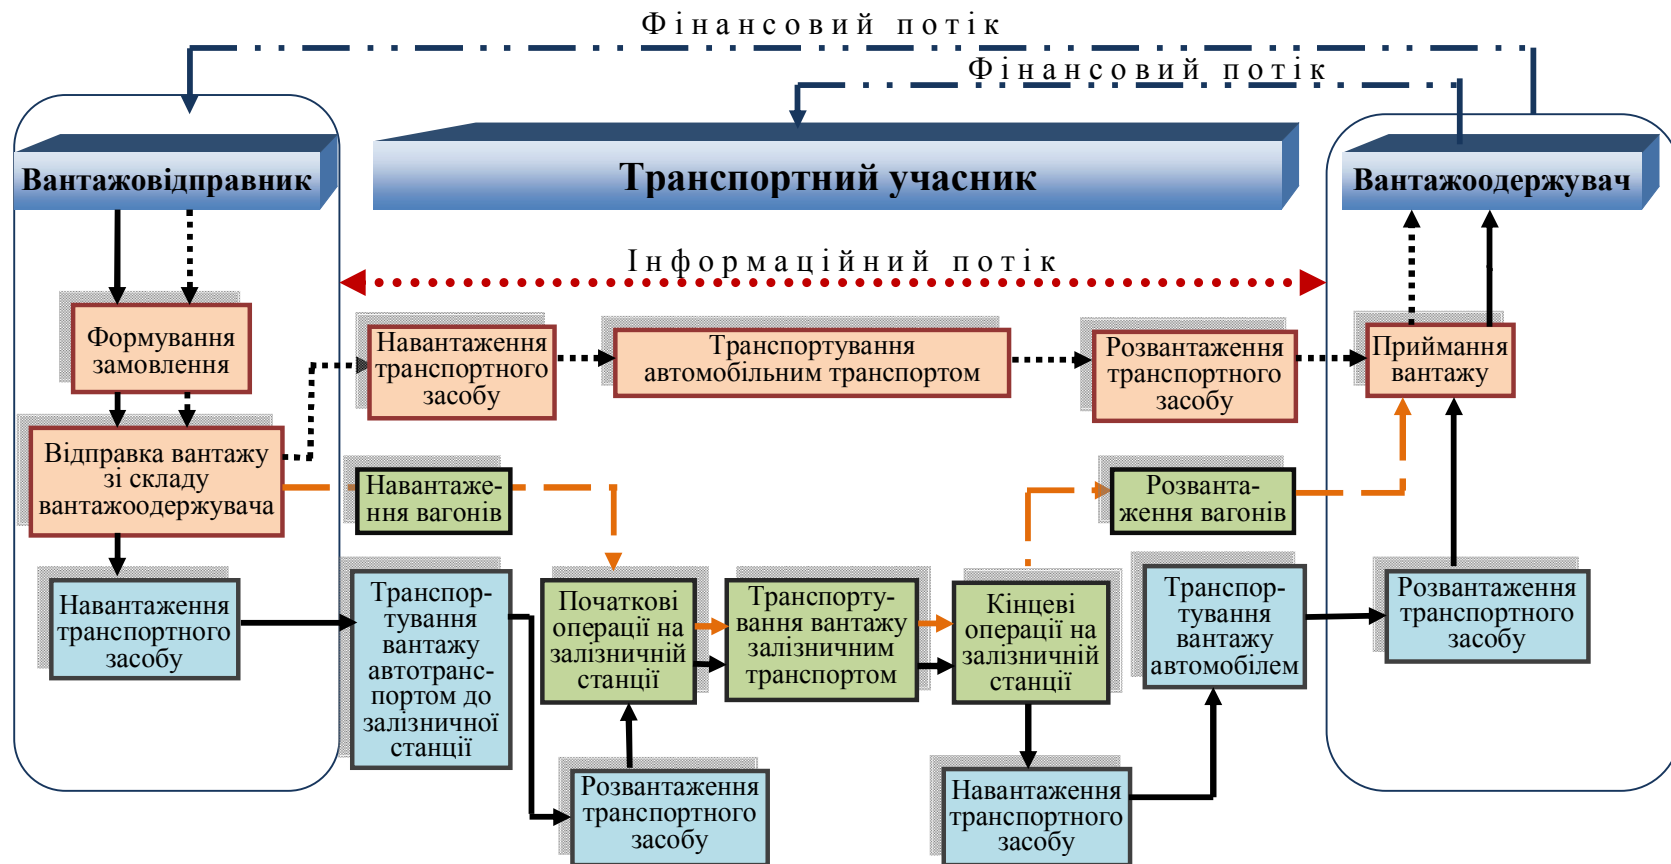 Фінансовий потік
Фінансовий потік
Вантажовідправник
Транспортний учасник
Вантажоодержувач
Інформаційний потік
Формування
замовлення
Навантаження
транспортного
засобу
Транспортування
автомобільним транспортом
Розвантаження
транспортного
засобу
Приймання
вантажу
Відправка вантажу
зі складу
вантажоодержувача
Навантаже-
ння вагонів
Розванта-
ження вагонів
Навантаження
транспортного
засобу
Транспор-
тування
вантажу
автотранс-
портом до
залізничної
станції
Початкові
операції на
залізничній
станції
Транспорту-
вання вантажу
залізничним
транспортом
Кінцеві
операції на
залізничній
станції
Транспор-
тування
вантажу
автомобілем
Розвантаження
транспортного
засобу
Розвантаження
транспортного
засобу
Навантаження
транспортного
засобу